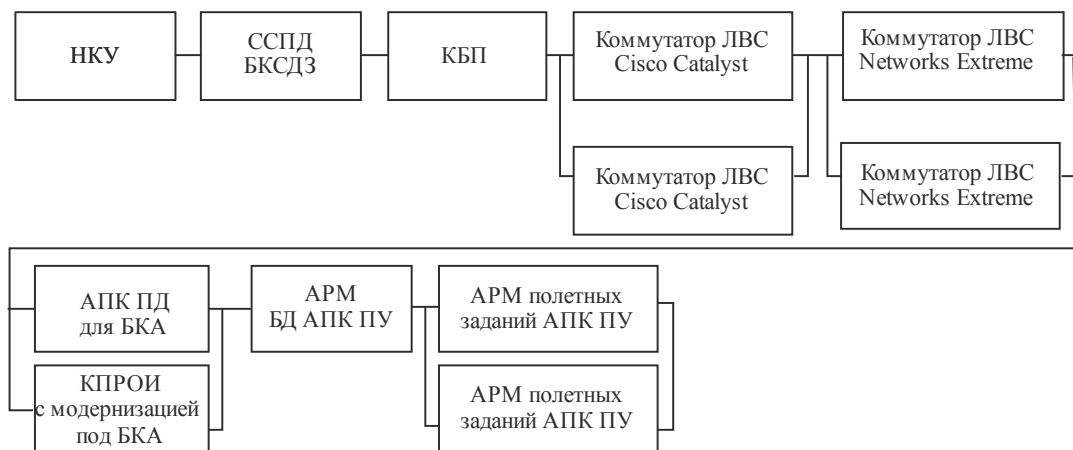 НКУ
ССПД
БКСДЗ
КБП
Коммутатор ЛВС
Cisco Catalyst
Коммутатор ЛВС
Networks Extreme
Коммутатор ЛВС
Cisco Catalyst
Коммутатор ЛВС
Networks Extreme
АПК ПД
для БКА
АРМ
БД АПК ПУ
АРМ полетных
заданий АПК ПУ
КПРОИ
с модернизацией
под БКА
АРМ полетных
заданий АПК ПУ